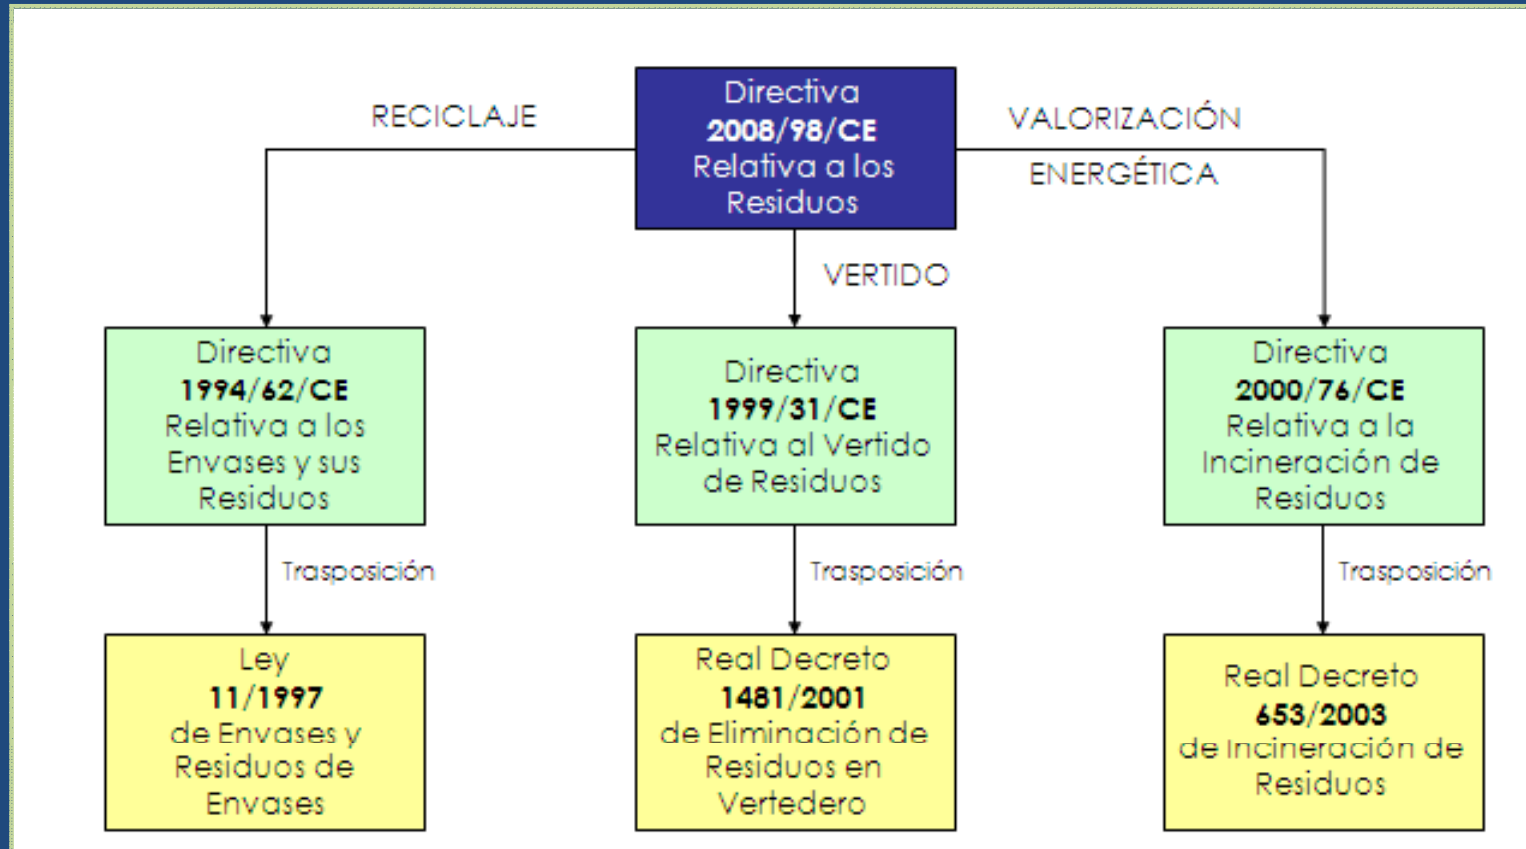 Directiva
2008/98/CE
Relativa a los
Residuos
RECICLAJE
VALORIZACIÓN
ENERGÉTICA
VERTIDO
Directiva
1994/62/CE
Relativa a los
Envases y sus
Residuos
Directiva
1999/31/CE
Relativa al Vertido
de Residuos
Directiva
2000/76/CE
Relativa a la
Incineración de
Residuos
Trasposición
Trasposición
Trasposición
Ley
11/1997
de Envases y
Residuos de
Envases
Real Decreto
1481/2001
de Eliminación de
Residuos en
Vertedero
Real Decreto
653/2003
de Incineración de
Residuos